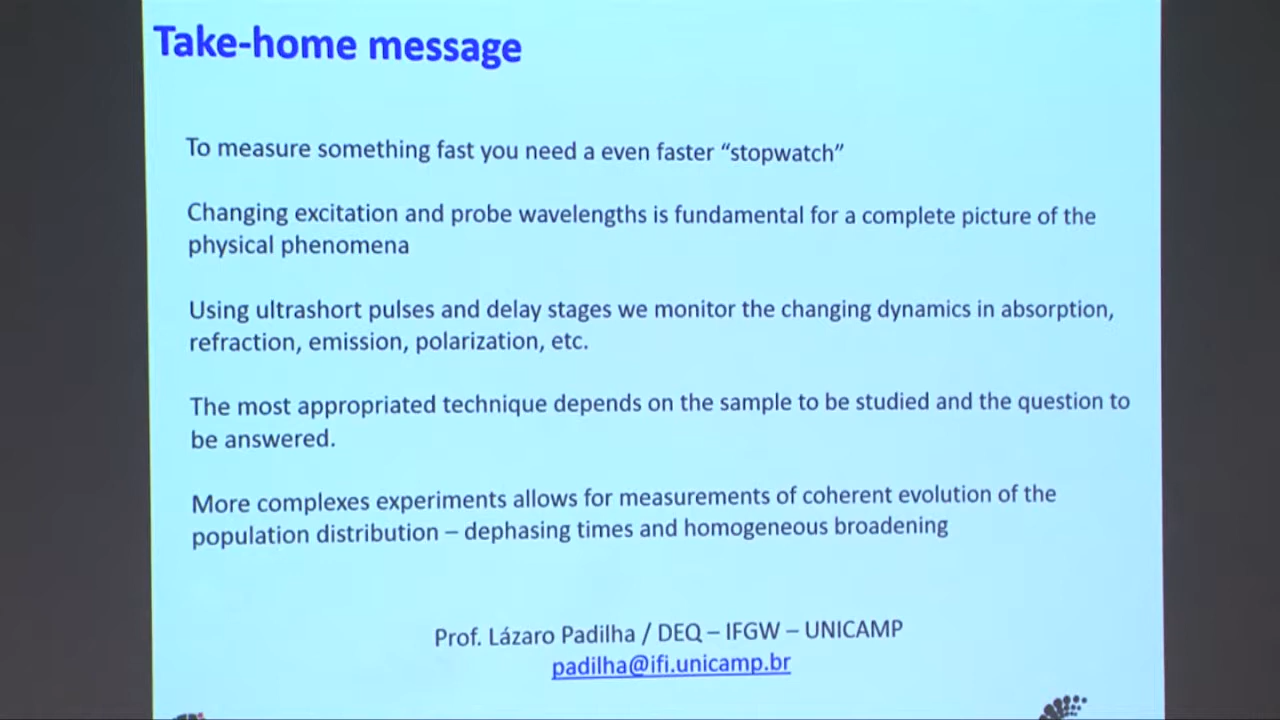 Take-home message
To measure something fast you need a even faster “stopwatch”
Changing excitation and probe wavelengths is fundamental for a complete picture of the
physical phenomena
Using ultrashort pulses and delay stages we monitor the changing dynamics in absorption,
refraction, emission, polarization, etc.
The most appropriated technique depends on the sample to be studied and the question to
be answered.
More complexes experiments allows for measurements of coherent evolution of the
population distribution – dephasing times and homogeneous broadening
Prof. Lázaro Padilha / DEQ – IFGW – UNICAMP
padilha@ifi.unicamp.br